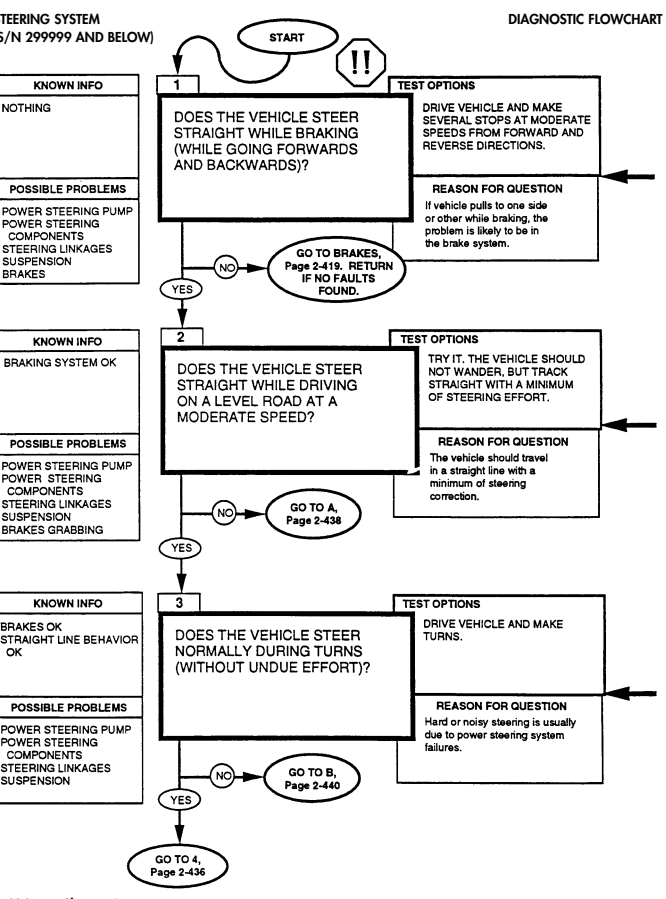 STEERING SYSTEM
DIAGNOSTIC FLOWCHART
S/N 299999 AND BELOW)
START
!!
KNOWN INFO
NOTHING
POSSIBLE PROBLEMS
POWER STEERING PUMP
POWER STEERING
COMPONENTS
STEERING LINKAGES
SUSPENSION
BRAKES
1
DOES THE VEHICLE STEER
STRAIGHT WHILE BRAKING
(WHILE GOING FORWARDS
AND BACKWARDS)?
TEST OPTIONS
DRIVE VEHICLE AND MAKE
SEVERAL STOPS AT MODERATE
SPEEDS FROM FORWARD AND
REVERSE DIRECTIONS.
REASON FOR QUESTION
If vehicle pulls to one side
or other while braking, the
problem is likely to be in
the brake system.
NO
GO TO BRAKES,
Page 2-419. RETURN
IF NO FAULTS
FOUND.
YES
KNOWN INFO
BRAKING SYSTEM OK
POSSIBLE PROBLEMS
POWER STEERING PUMP
POWER STEERING
COMPONENTS
STEERING LINKAGES
SUSPENSION
BRAKES GRABBING
2
DOES THE VEHICLE STEER
STRAIGHT WHILE DRIVING
ON A LEVEL ROAD AT A
MODERATE SPEED?
TEST OPTIONS
TRY IT. THE VEHICLE SHOULD
NOT WANDER, BUT TRACK
STRAIGHT WITH A MINIMUM
OF STEERING EFFORT.
REASON FOR QUESTION
The vehicle should travel
in a straight line with a
minimum of steering
correction.
NO
GO TO A,
Page 2-438
YES
KNOWN INFO
BRAKES OK
STRAIGHT LINE BEHAVIOR
OK
POSSIBLE PROBLEMS
POWER STEERING PUMP
POWER STEERING
COMPONENTS
STEERING LINKAGES
SUSPENSION
3
DOES THE VEHICLE STEER
NORMALLY DURING TURNS
(WITHOUT UNDUE EFFORT)?
TEST OPTIONS
DRIVE VEHICLE AND MAKE
TURNS.
REASON FOR QUESTION
Hard or noisy steering is usually
due to power steering system
failures.
NO
GO TO B,
Page 2-440
YES
GO TO 4,
Page 2-436